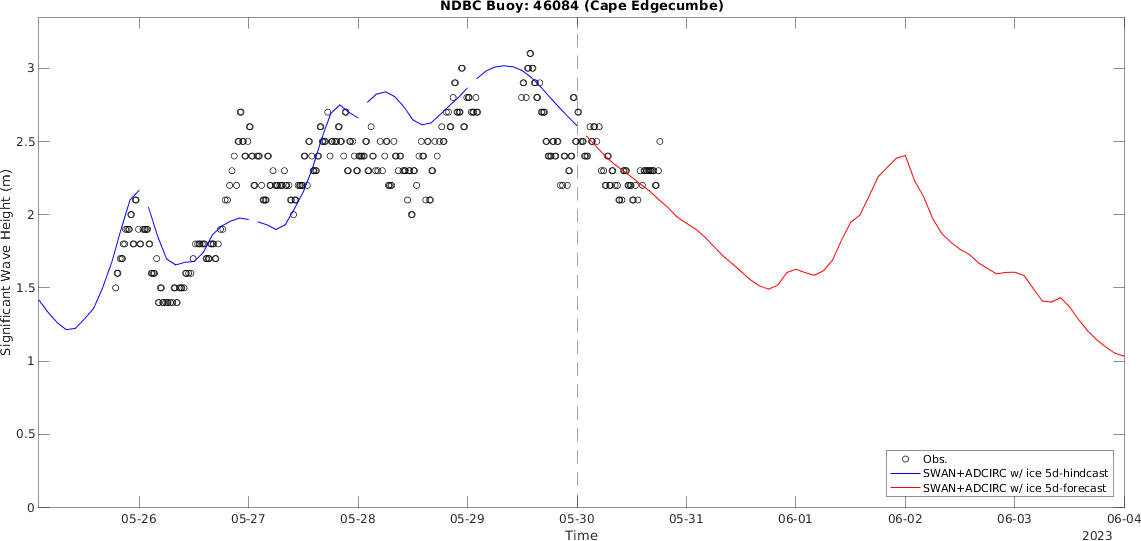 NDBC Buoy: 46084 (Cape Edgecumbe)
Significant Wave Height (m)
3
2.5
2
1.5
1
0.5
0
Obs.
SWAN+ADCIRC w/ ice 5d-hindcast
SWAN+ADCIRC w/ ice 5d-forecast
05-26 05-27 05-28 05-29 05-30 05-31 06-01 06-02 06-03 06-04
Time
2023